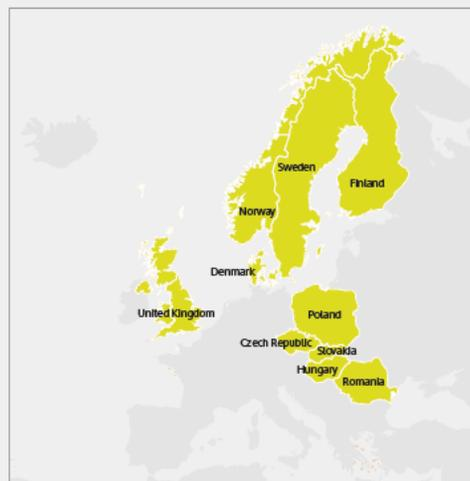 Sweden
Finland
Norway
Denmark
United Kingdom
Poland
Czech Republic
Slovakia
Hungary
Romania